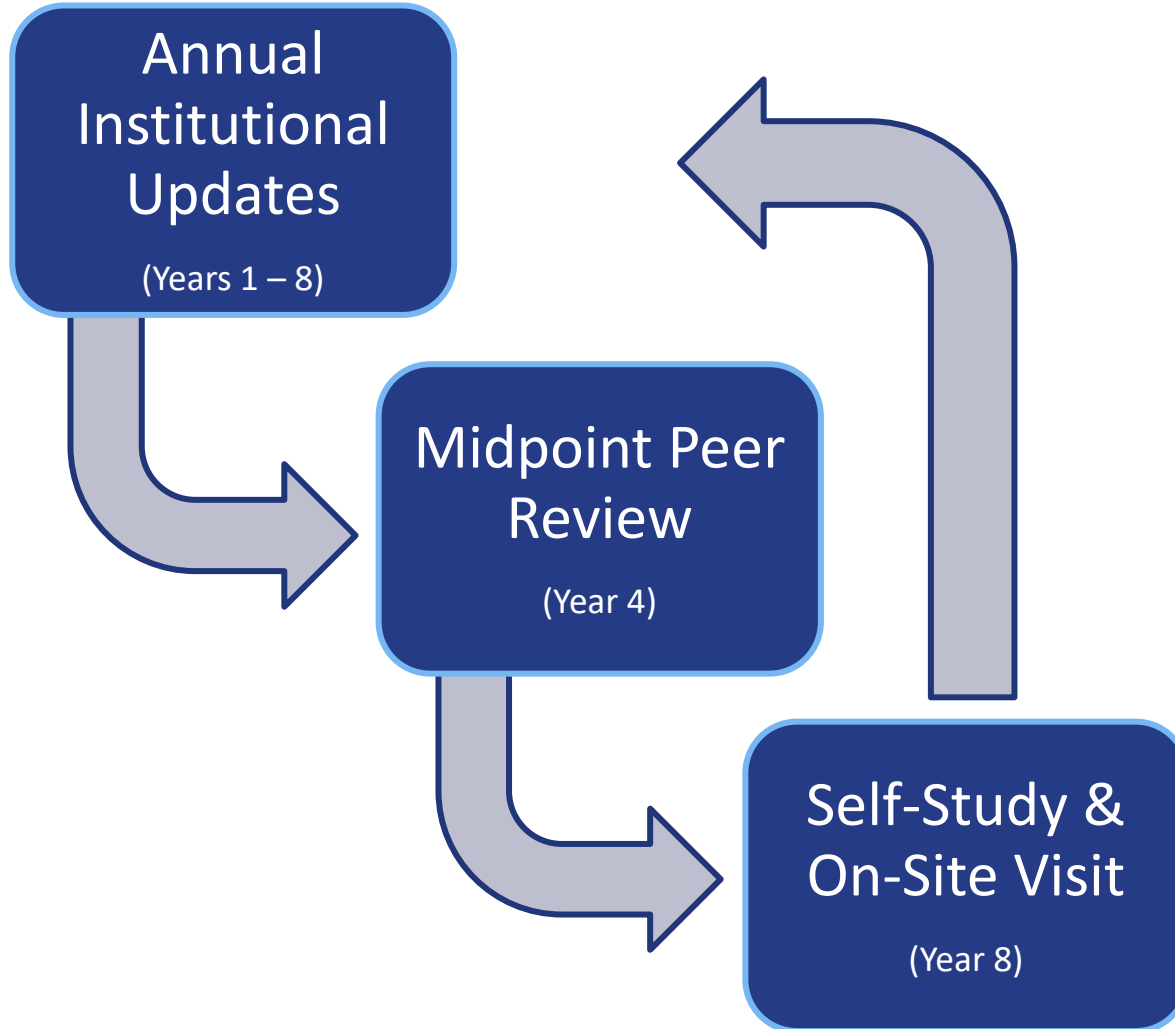 Annual
Institutional
Updates
(Years 1 – 8)
Midpoint Peer
Review
(Year 4)
Self-Study &
On-Site Visit
(Year 8)